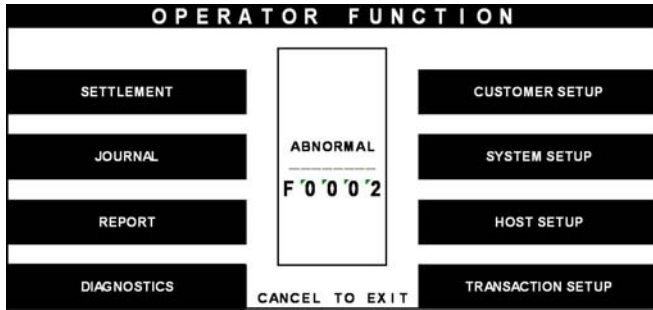 OPERATOR FUNCTION
SETTLEMENT
JOURNAL
REPORT
DIAGNOSTICS
ABNORMAL
F0002
CANCEL TO EXIT
CUSTOMER SETUP
SYSTEM SETUP
HOST SETUP
TRANSACTION SETUP